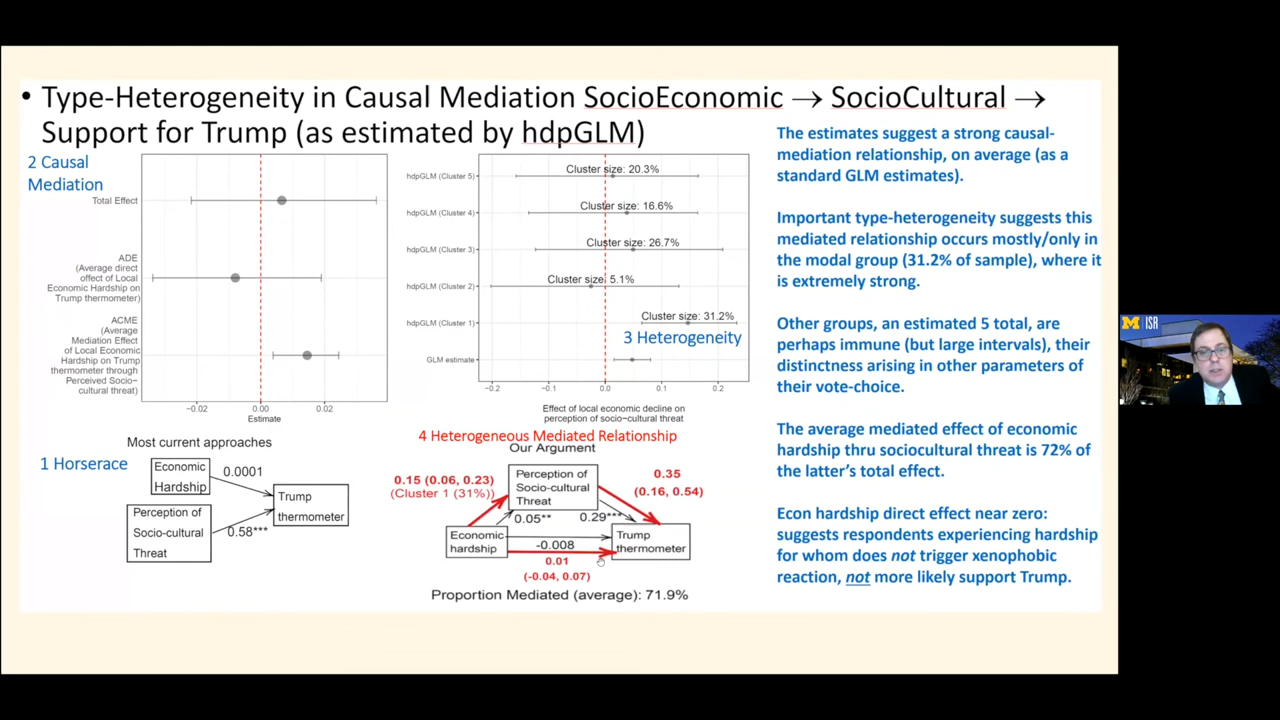 • Type-Heterogeneity in Causal Mediation SocioEconomic → SocioCultural →
Support for Trump (as estimated by hdpGLM)
2 Causal
Mediation
Total Effect
ADE
(Average direct
offect of Local
Economic Hardship on
Trump thermometer)
ACME
(Average
Mediation Effect
of Local Economic
Hardship on Trump
thermometer through
Perceived Socio−
cultural threat)
−0.02
0.00
0.02
Estimate
hdpGLM (Cluster 5)
hdpGLM (Cluster 4)
hdpGLM (Cluster 3)
hdpGLM (Cluster 2)
hdpGLM (Cluster 1)
GLM estimate
Cluster size: 20.3%
Cluster size: 16.6%
Cluster size: 26.7%
Cluster size: 5.1%
Cluster size: 31.2%
3 Heterogeneity
−0.2
−0.1
0.0
0.1
0.2
Effect of local economic decline on
perception of socio−cultural threat
Most current approaches
1 Horserace
Economic
Hardship
0.0001
Trump
thermometer
Perception of
Socio-cultural
Threat
0.58***
4 Heterogeneous Mediated Relationship
Our Argument
0.15 (0.06, 0.23)
(Cluster 1 (31%))
Perception of
Socio-cultural
Threat
0.35
(0.16, 0.54)
0.05**
0.29***
Economic
hardship
-0.008
Trump
thermometer
0.01
(-0.04, 0.07)
Proportion Mediated (average): 71.9%
The estimates suggest a strong causal-
mediation relationship, on average (as a
standard GLM estimates).
Important type-heterogeneity suggests this
mediated relationship occurs mostly/only in
the modal group (31.2% of sample), where it
is extremely strong.
Other groups, an estimated 5 total, are
perhaps immune (but large intervals), their
distinctness arising in other parameters of
their vote-choice.
The average mediated effect of economic
hardship thru sociocultural threat is 72% of
the latter's total effect.
Econ hardship direct effect near zero:
suggests respondents experiencing hardship
for whom does not trigger xenophobic
reaction, not more likely support Trump.
M ISR